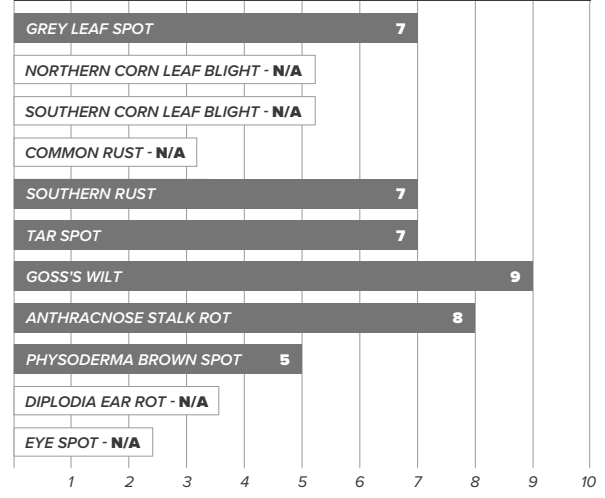 GREY LEAF SPOT 7
NORTHERN CORN LEAF BLIGHT - N/A
SOUTHERN CORN LEAF BLIGHT - N/A
COMMON RUST - N/A
SOUTHERN RUST 7
TAR SPOT 7
GOSS'S WILT 9
ANTHRACNOSE STALK ROT 8
PHYSODERMA BROWN SPOT 5
DIPLODIA EAR ROT - N/A
EYE SPOT - N/A
1 2 3 4 5 6 7 8 9 10